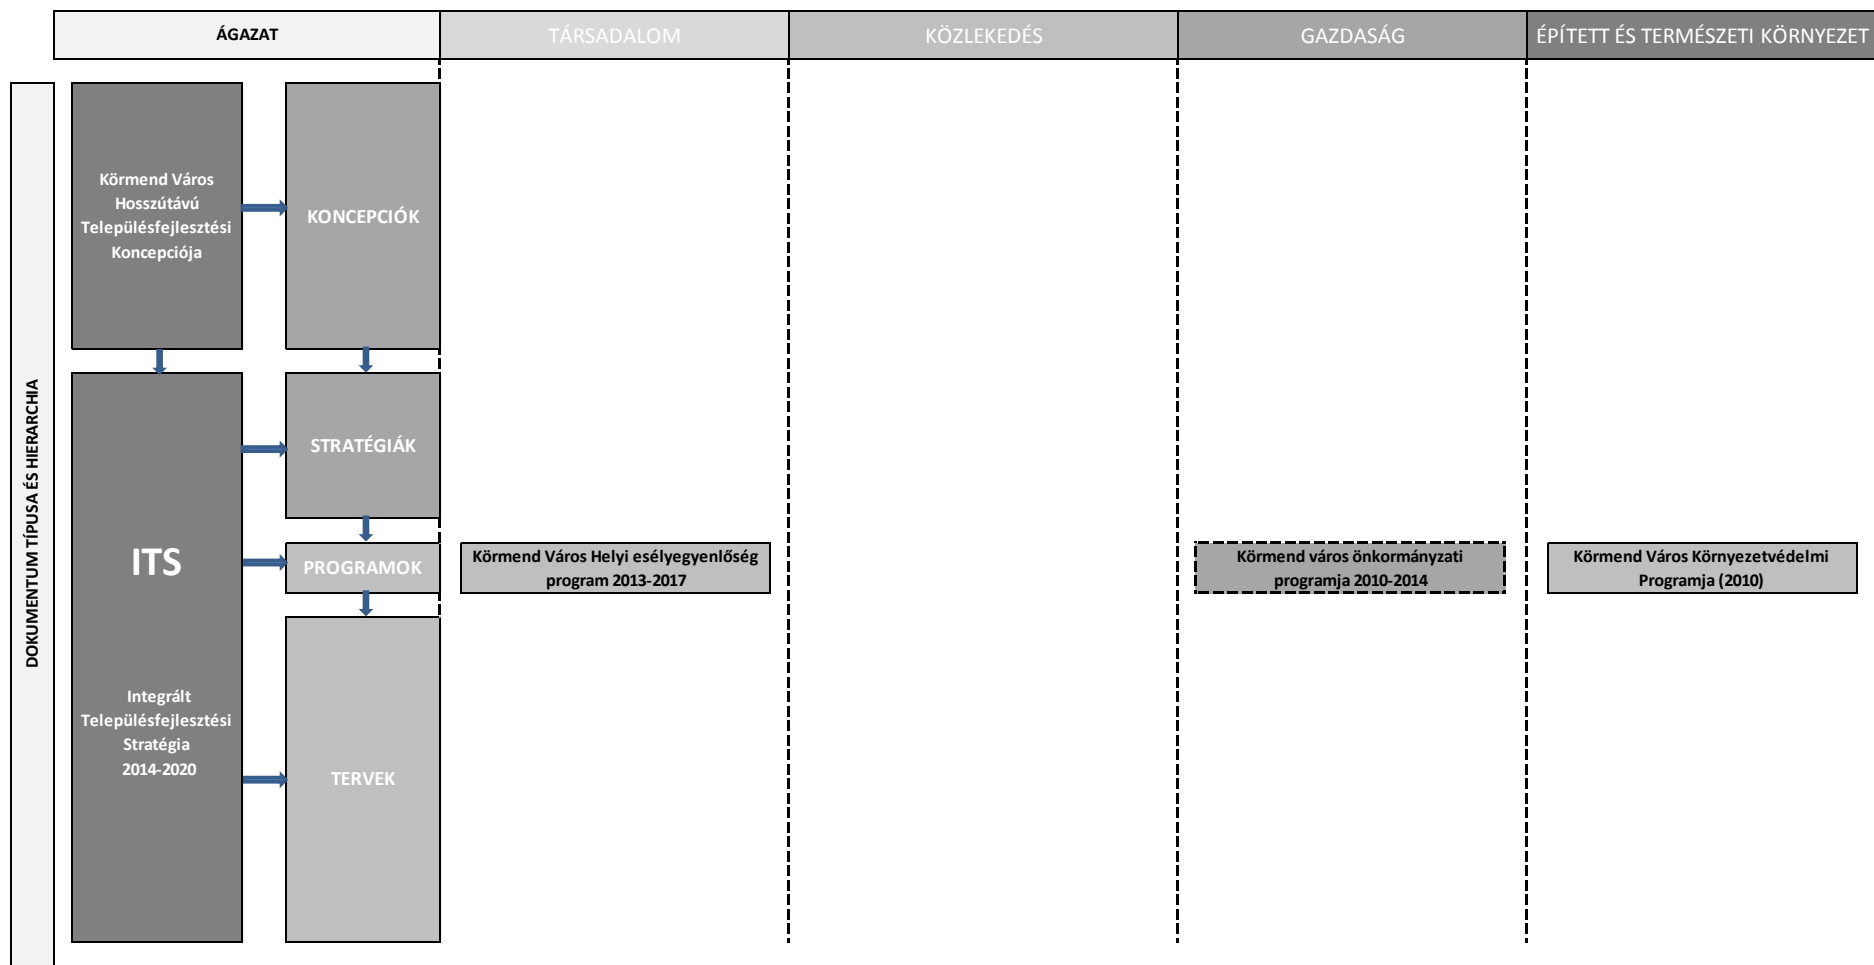 ÁGAZAT
TÁRSADALOM
KÖZLEKEDÉS
GAZDASÁG
ÉPÍTETT ÉS TERMÉSZETI KÖRNYEZET
DOKUMENTUM TÍPUSA ÉS HIERARCHIA
Körmend Város
Hosszútávú
Településfejlesztési
Koncepciója
KONCEPCIÓK
STRATÉGIÁK
ITS
PROGRAMOK
Körmend Város Helyi esélyegyenlőség
program 2013-2017
Körmend város önkormányzati
programja 2010-2014
Körmend Város Környezetvédelmi
Programja (2010)
Integrált
Településfejlesztési
Stratégia
2014-2020
TERVEK